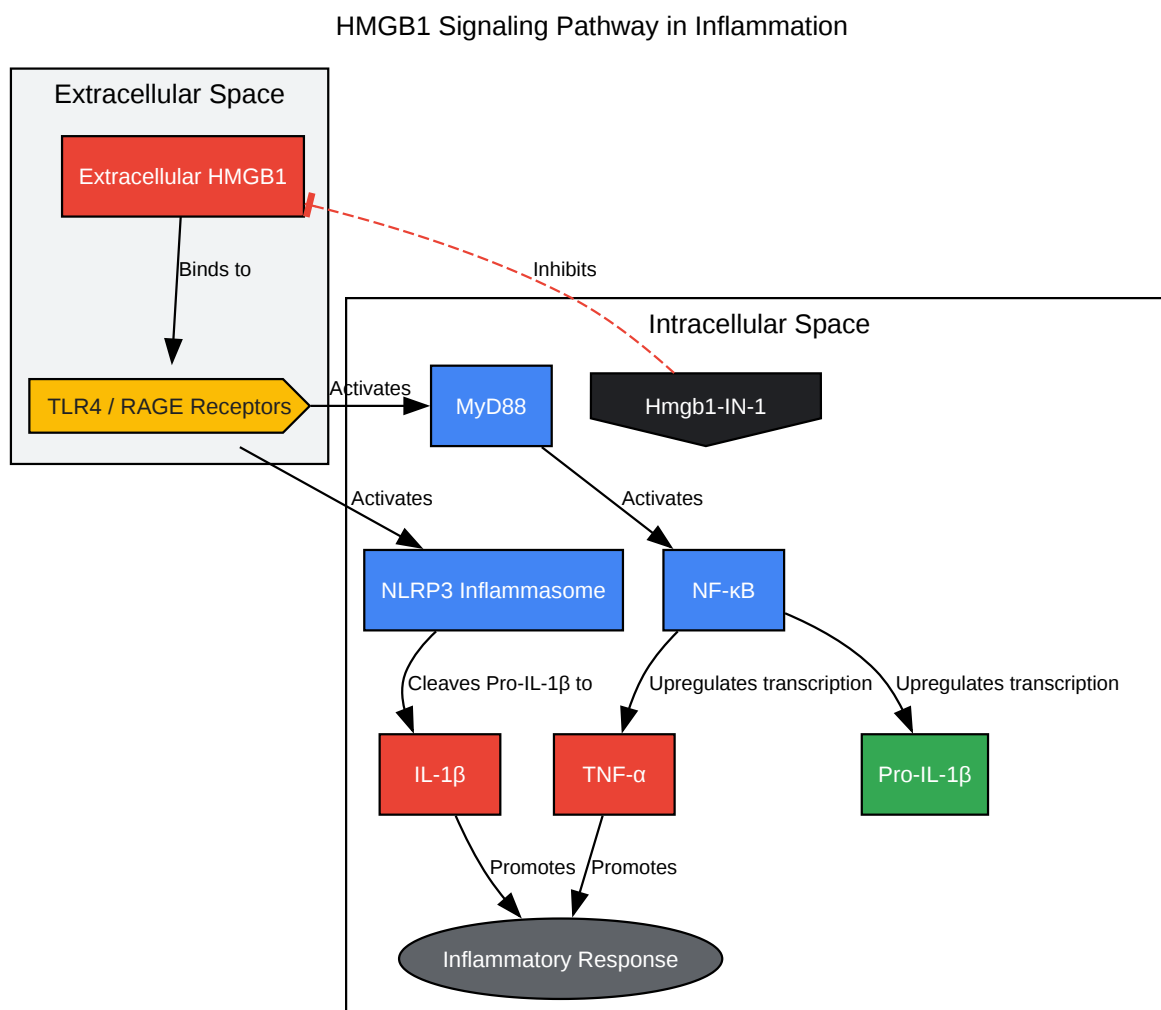 HMGB1 Signaling Pathway in Inflammation
Extracellular Space
Extracellular HMGB1
Binds to
Inhibits
Intracellular Space
TLR4 / RAGE Receptors
Activates
MyD88
Hmgb1-IN-1
Activates
Activates
NLRP3 Inflammasome
NF-κB
Cleaves Pro-IL-1β to
Upregulates transcription
Upregulates transcription
IL-1β
TNF-α
Pro-IL-1β
Promotes
Promotes
Inflammatory Response